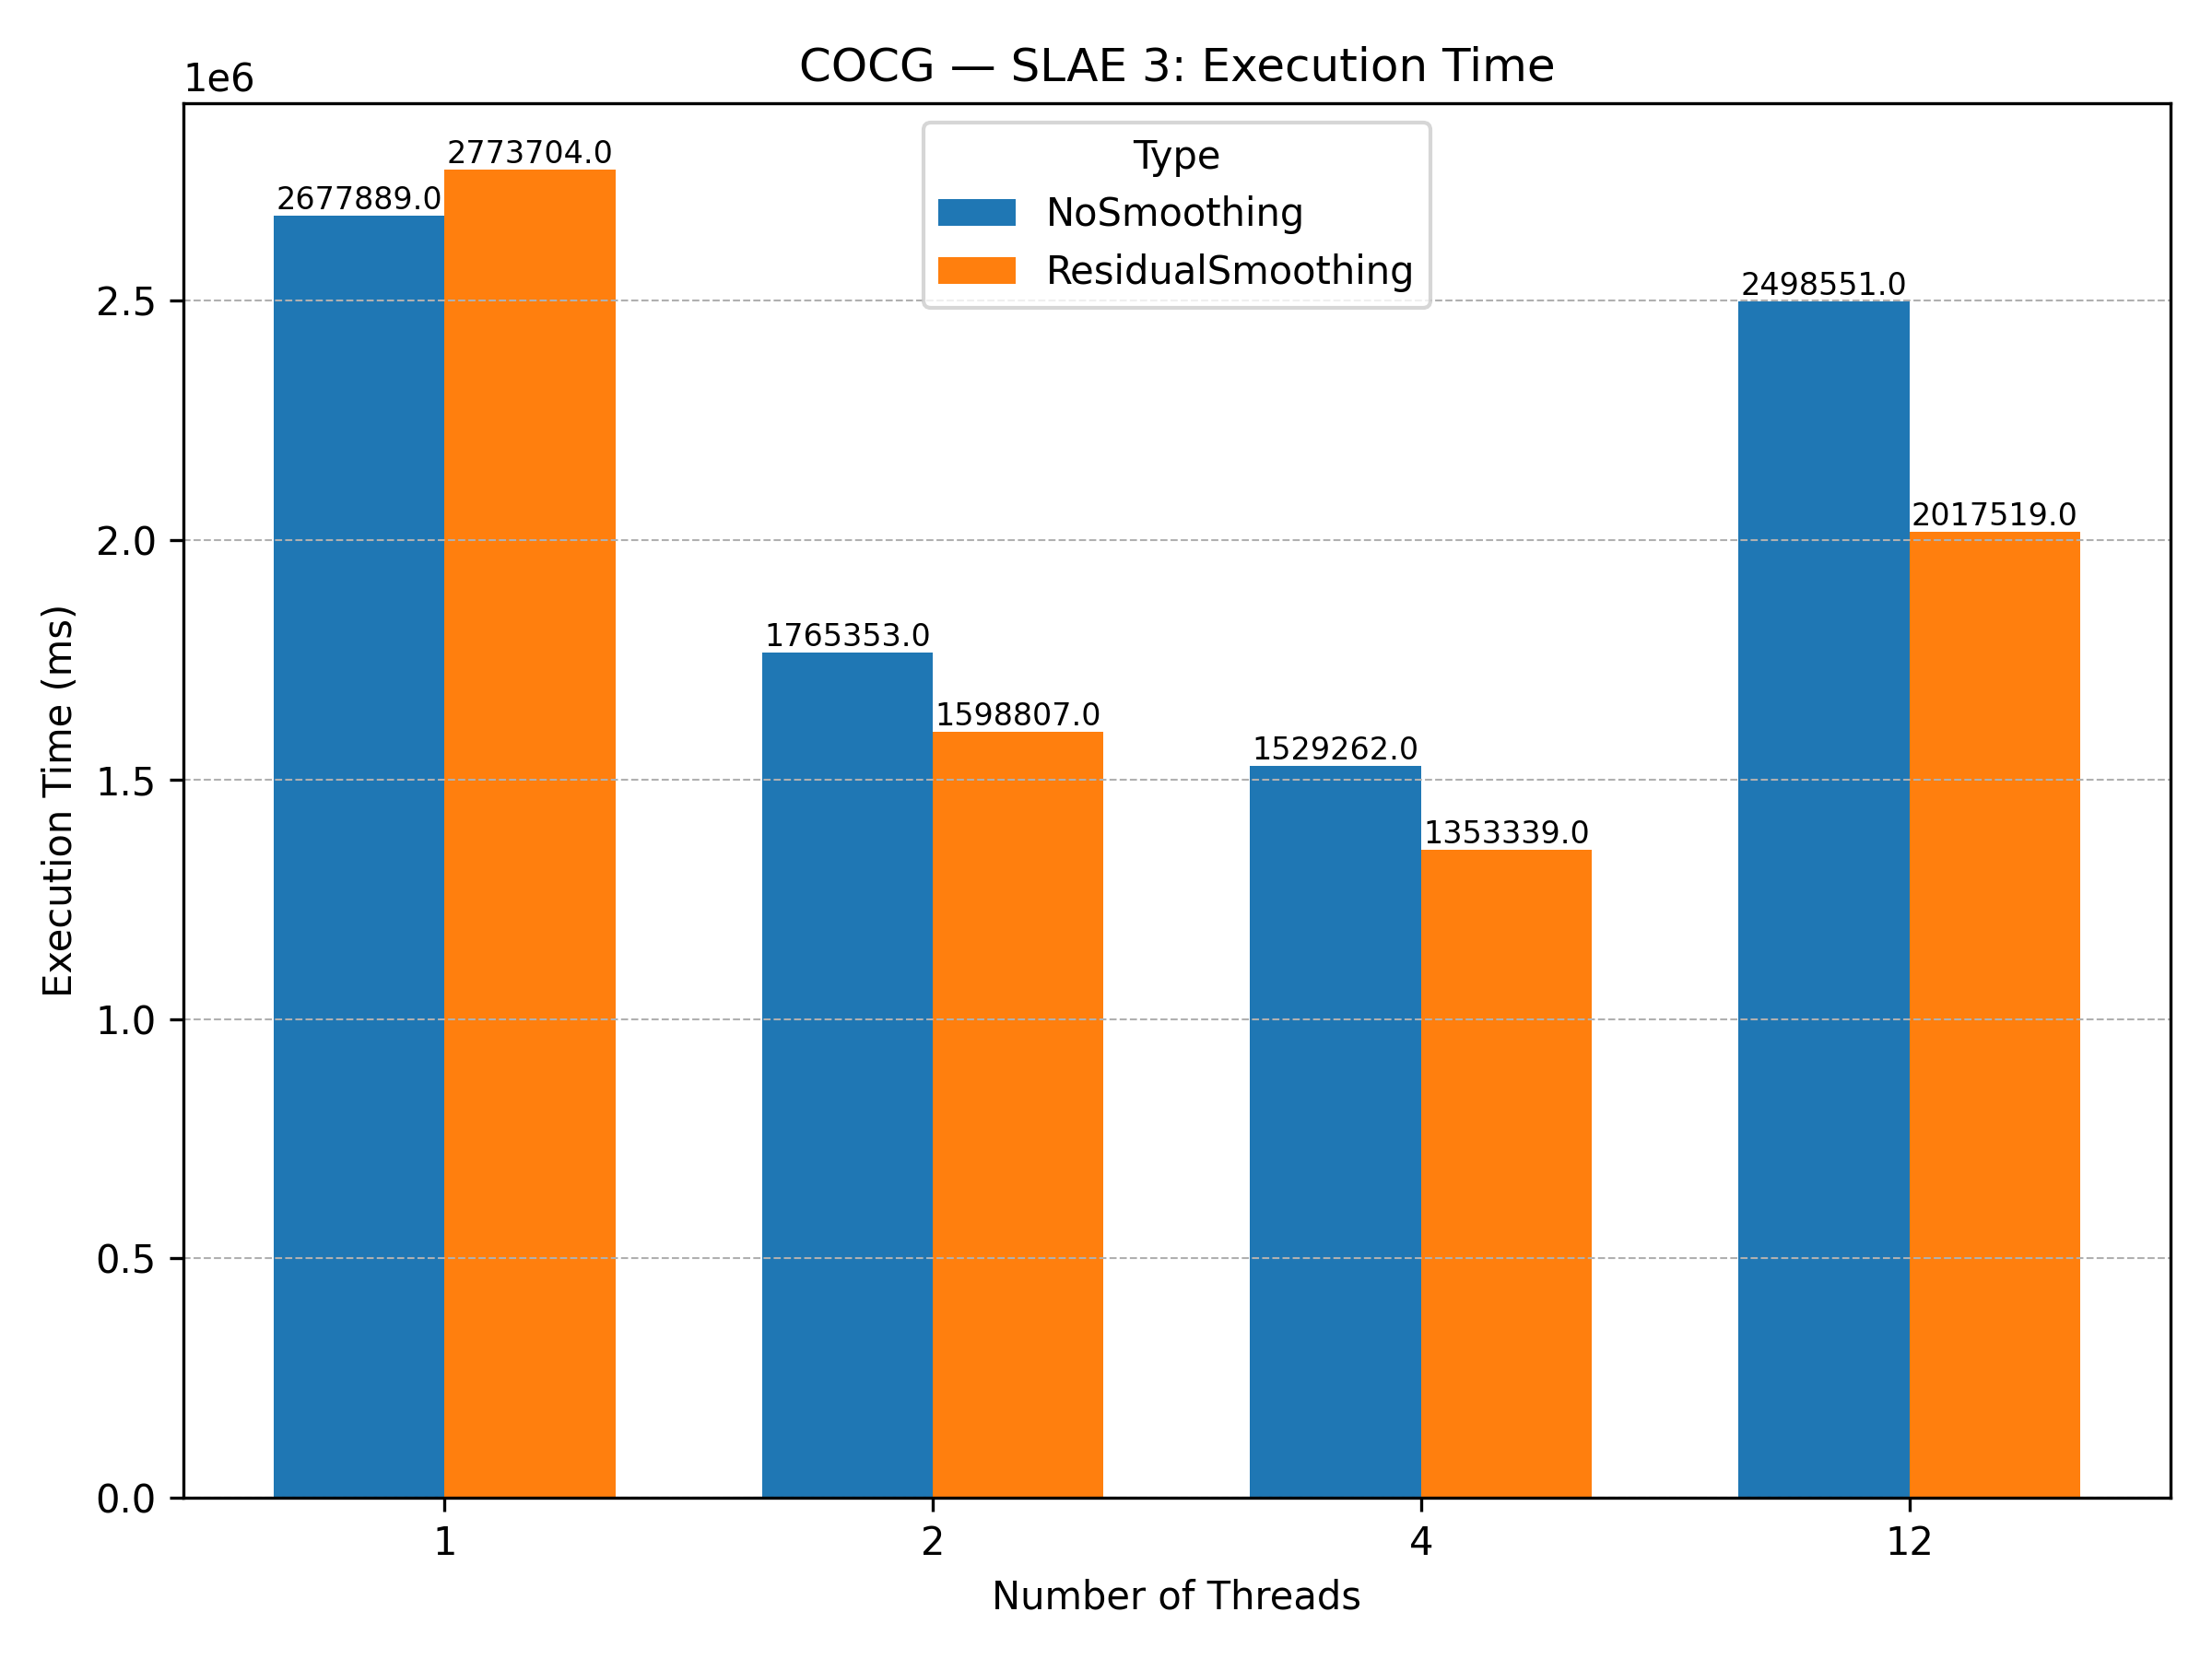 COCG — SLAE 3: Execution Time
1e6
Type
NoSmoothing
ResidualSmoothing
2677889.0
2773704.0
1765353.0
1598807.0
1529262.0
1353339.0
2498551.0
2017519.0
Execution Time (ms)
2.5
2.0
1.5
1.0
0.5
0.0
1
2
4
12
Number of Threads